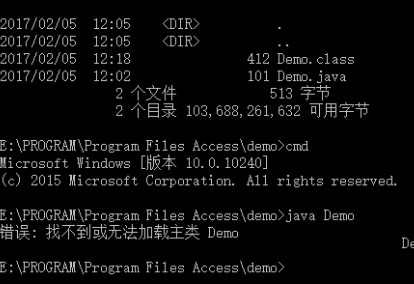 2017/02/05  12:05    <DIR>          .
2017/02/05  12:05    <DIR>          ..
2017/02/05  12:18               412 Demo.class
2017/02/05  12:02               101 Demo.java
2 个文件            513 字节
2 个目录 103,688,261,632 可用字节
E:\PROGRAM\Program Files Access\demo>cmd
Microsoft Windows [版本 10.0.10240]
(c) 2015 Microsoft Corporation. All rights reserved.
E:\PROGRAM\Program Files Access\demo>java Demo
错误: 找不到或无法加载主类 Demo
De
E:\PROGRAM\Program Files Access\demo>